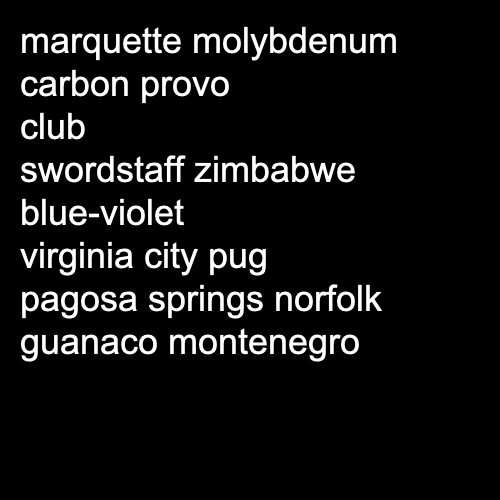 marquette molybdenum
carbon provo
club
swordstaff zimbabwe
blue-violet
virginia city pug
pagosa springs norfolk
guanaco montenegro